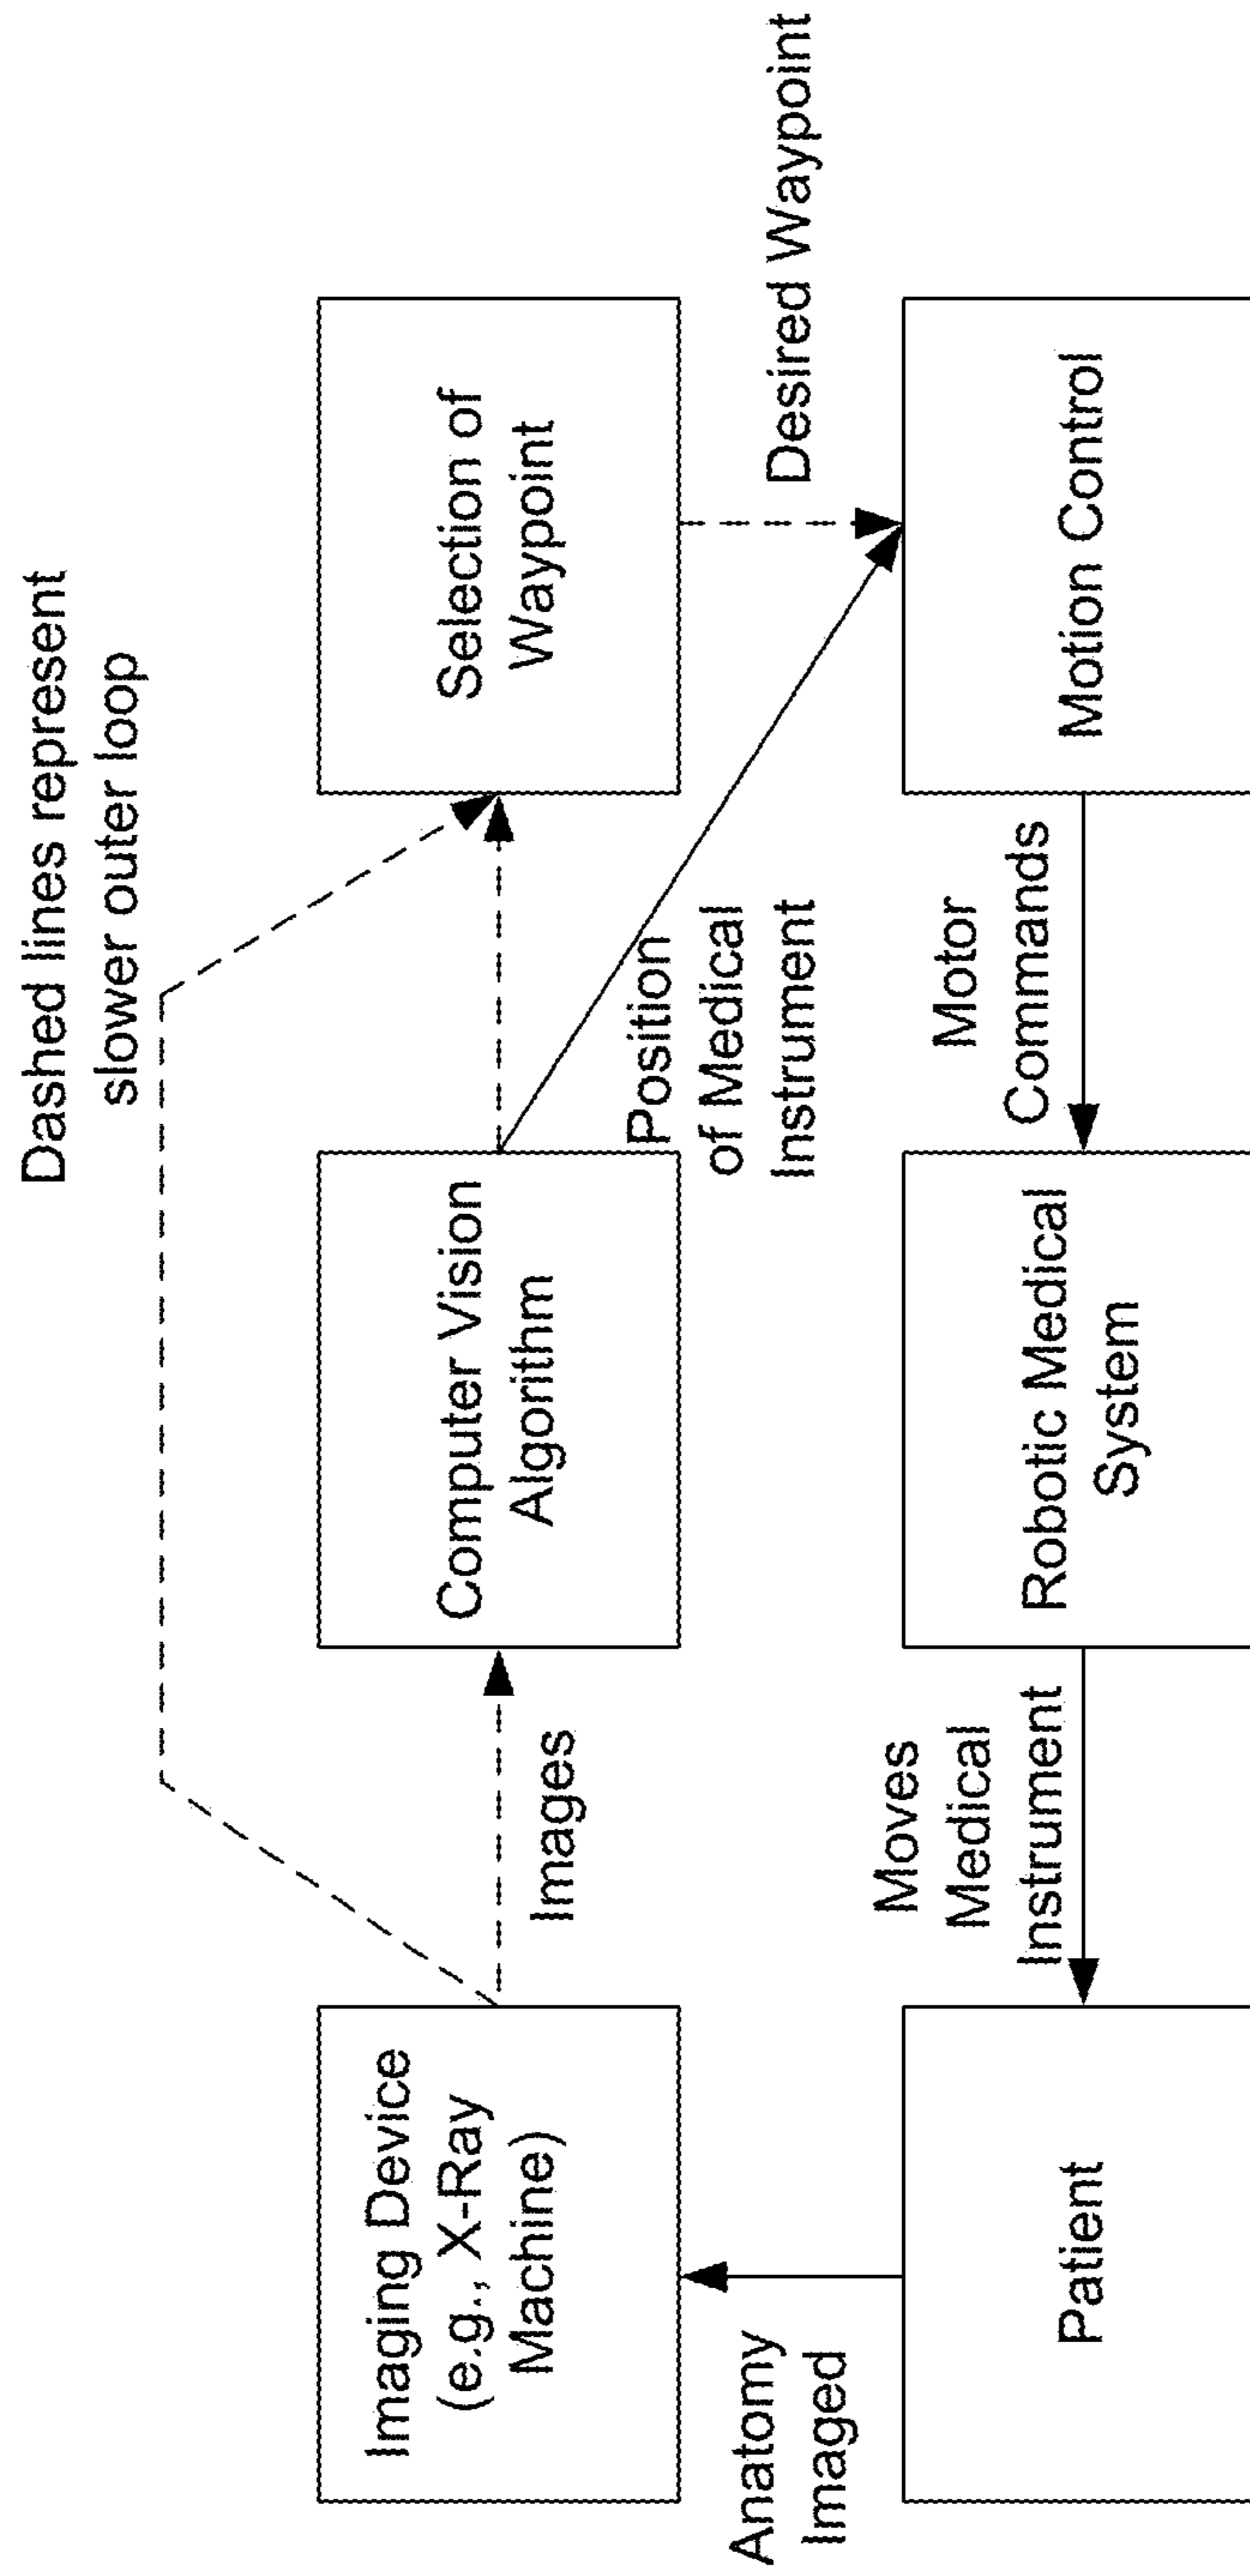 Dashed lines represent
slower outer loop
Imaging Device
(e.g., X-Ray
Machine)
Images
Computer Vision
Algorithm
Selection of
Waypoint
Anatomy
Imaged
Position
of Medical
Instrument
Desired Waypoint
Patient
Moves
Medical
Instrument
Robotic Medical
System
Motor
Commands
Motion Control